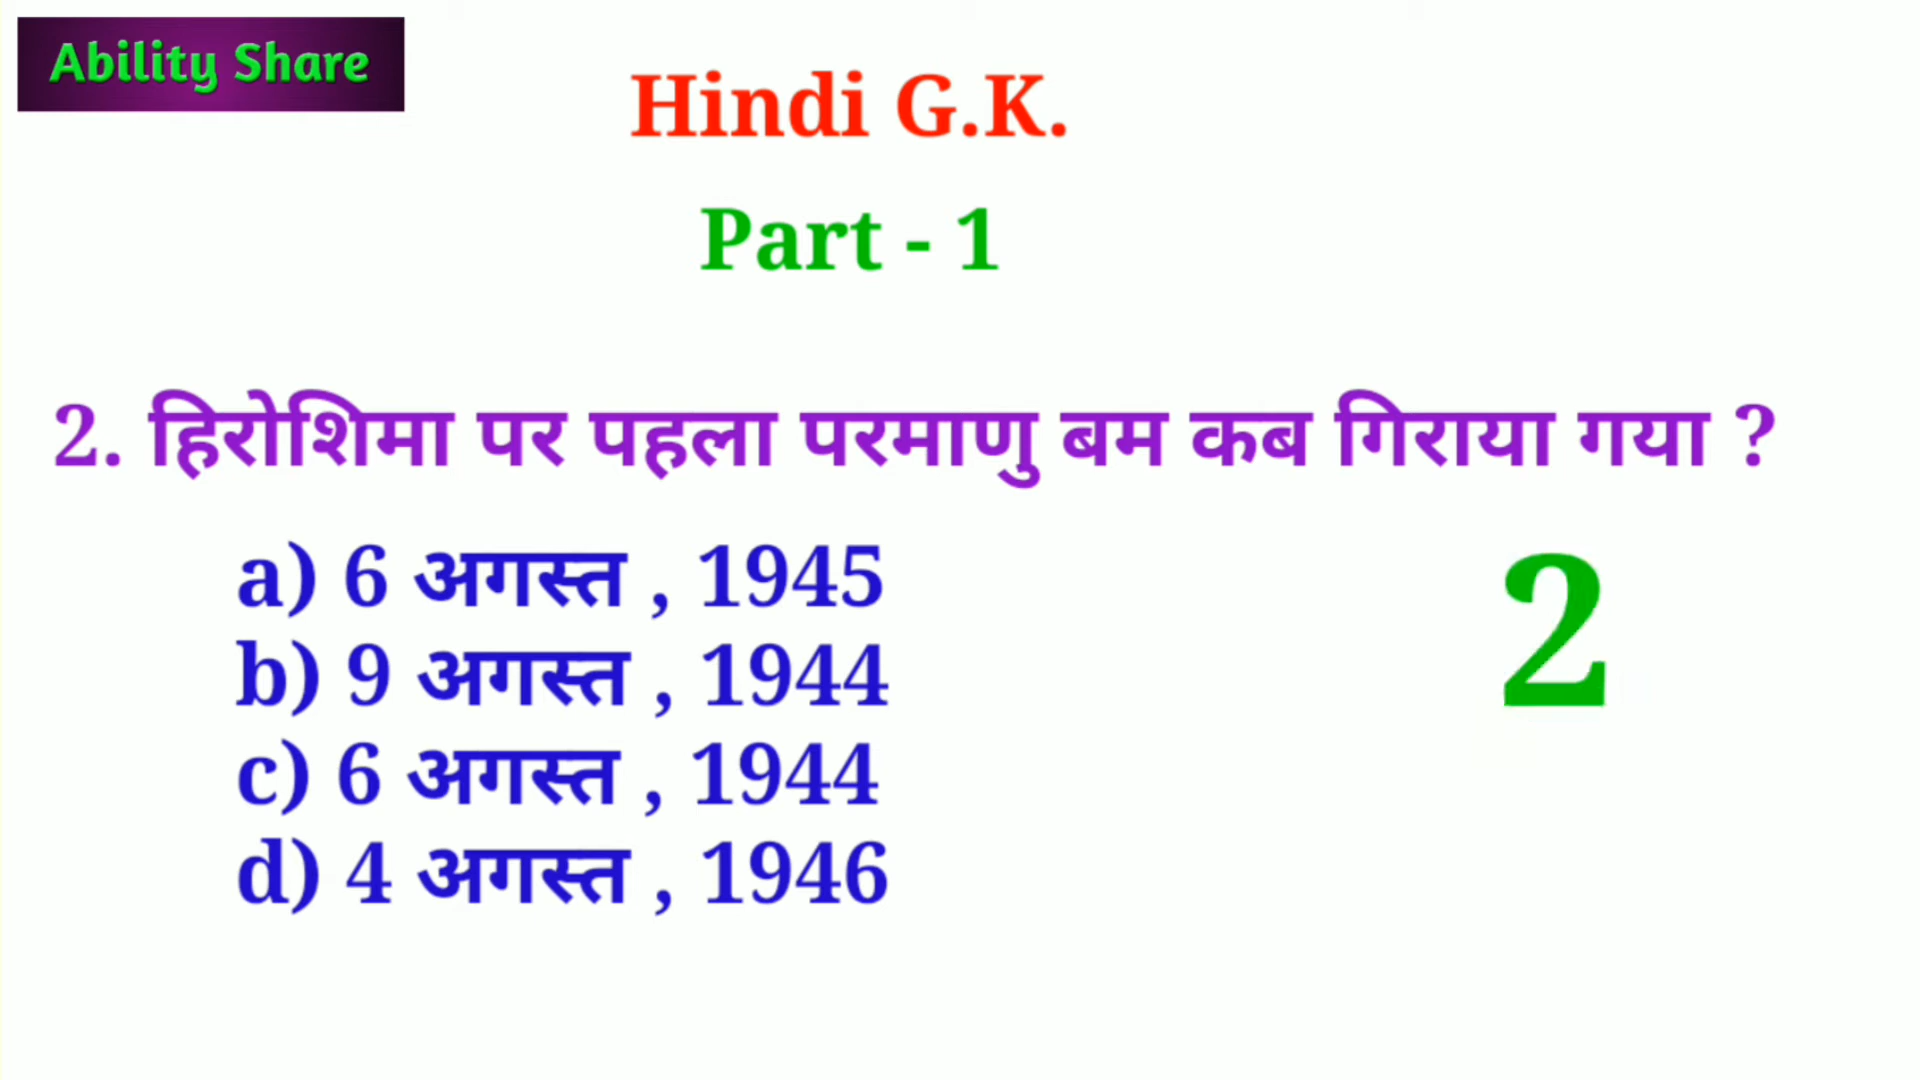 Ability Share
Hindi G.K.
Part - 1
2. हिरोशिमा पर पहला परमाणु बम कब गिराया गया ?
a) 6 अगस्त , 1945
b) 9 अगस्त , 1944
c) 6 अगस्त , 1944
d) 4 अगस्त , 1946
2